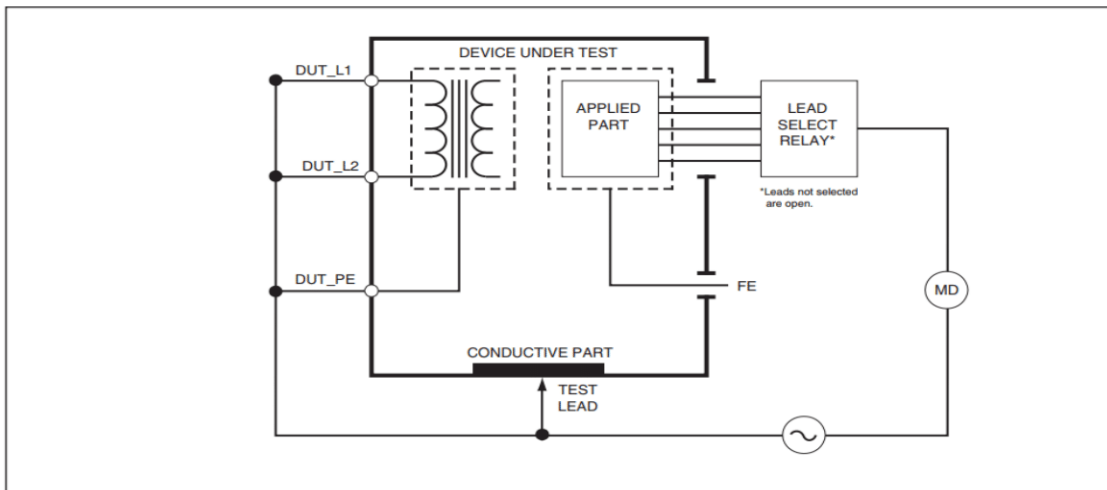 DEVICE UNDER TEST
DUT_L1
APPLIED
PART
LEAD
SELECT
RELAY*
DUT_L2
*Leads not selected
are open.
DUT_PE
FE
MD
CONDUCTIVE PART
TEST
LEAD